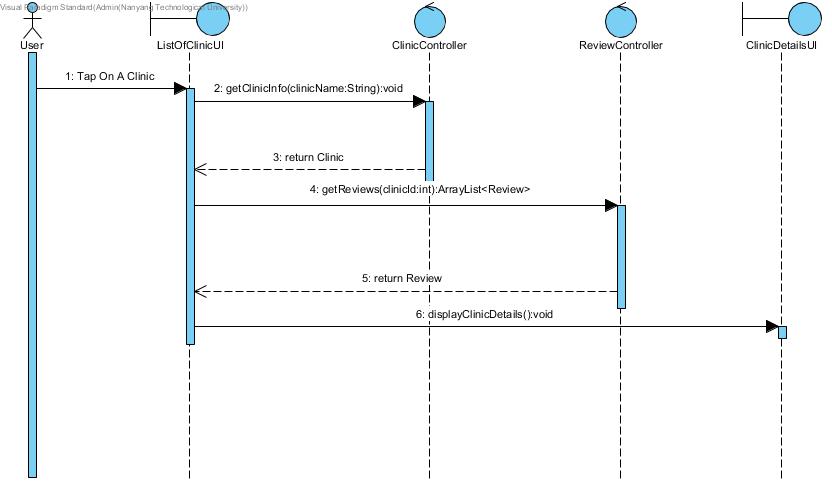 Visual Paradigm Standard(Admin(Nanyang Technological University))
User
ListOfClinicUI
ClinicController
ReviewController
ClinicDetailsUI
1: Tap On A Clinic
2: getClinicInfo(clinicName:String):void
3: return Clinic
4: getReviews(clinicId:int):ArrayList<Review>
5: return Review
6: displayClinicDetails():void